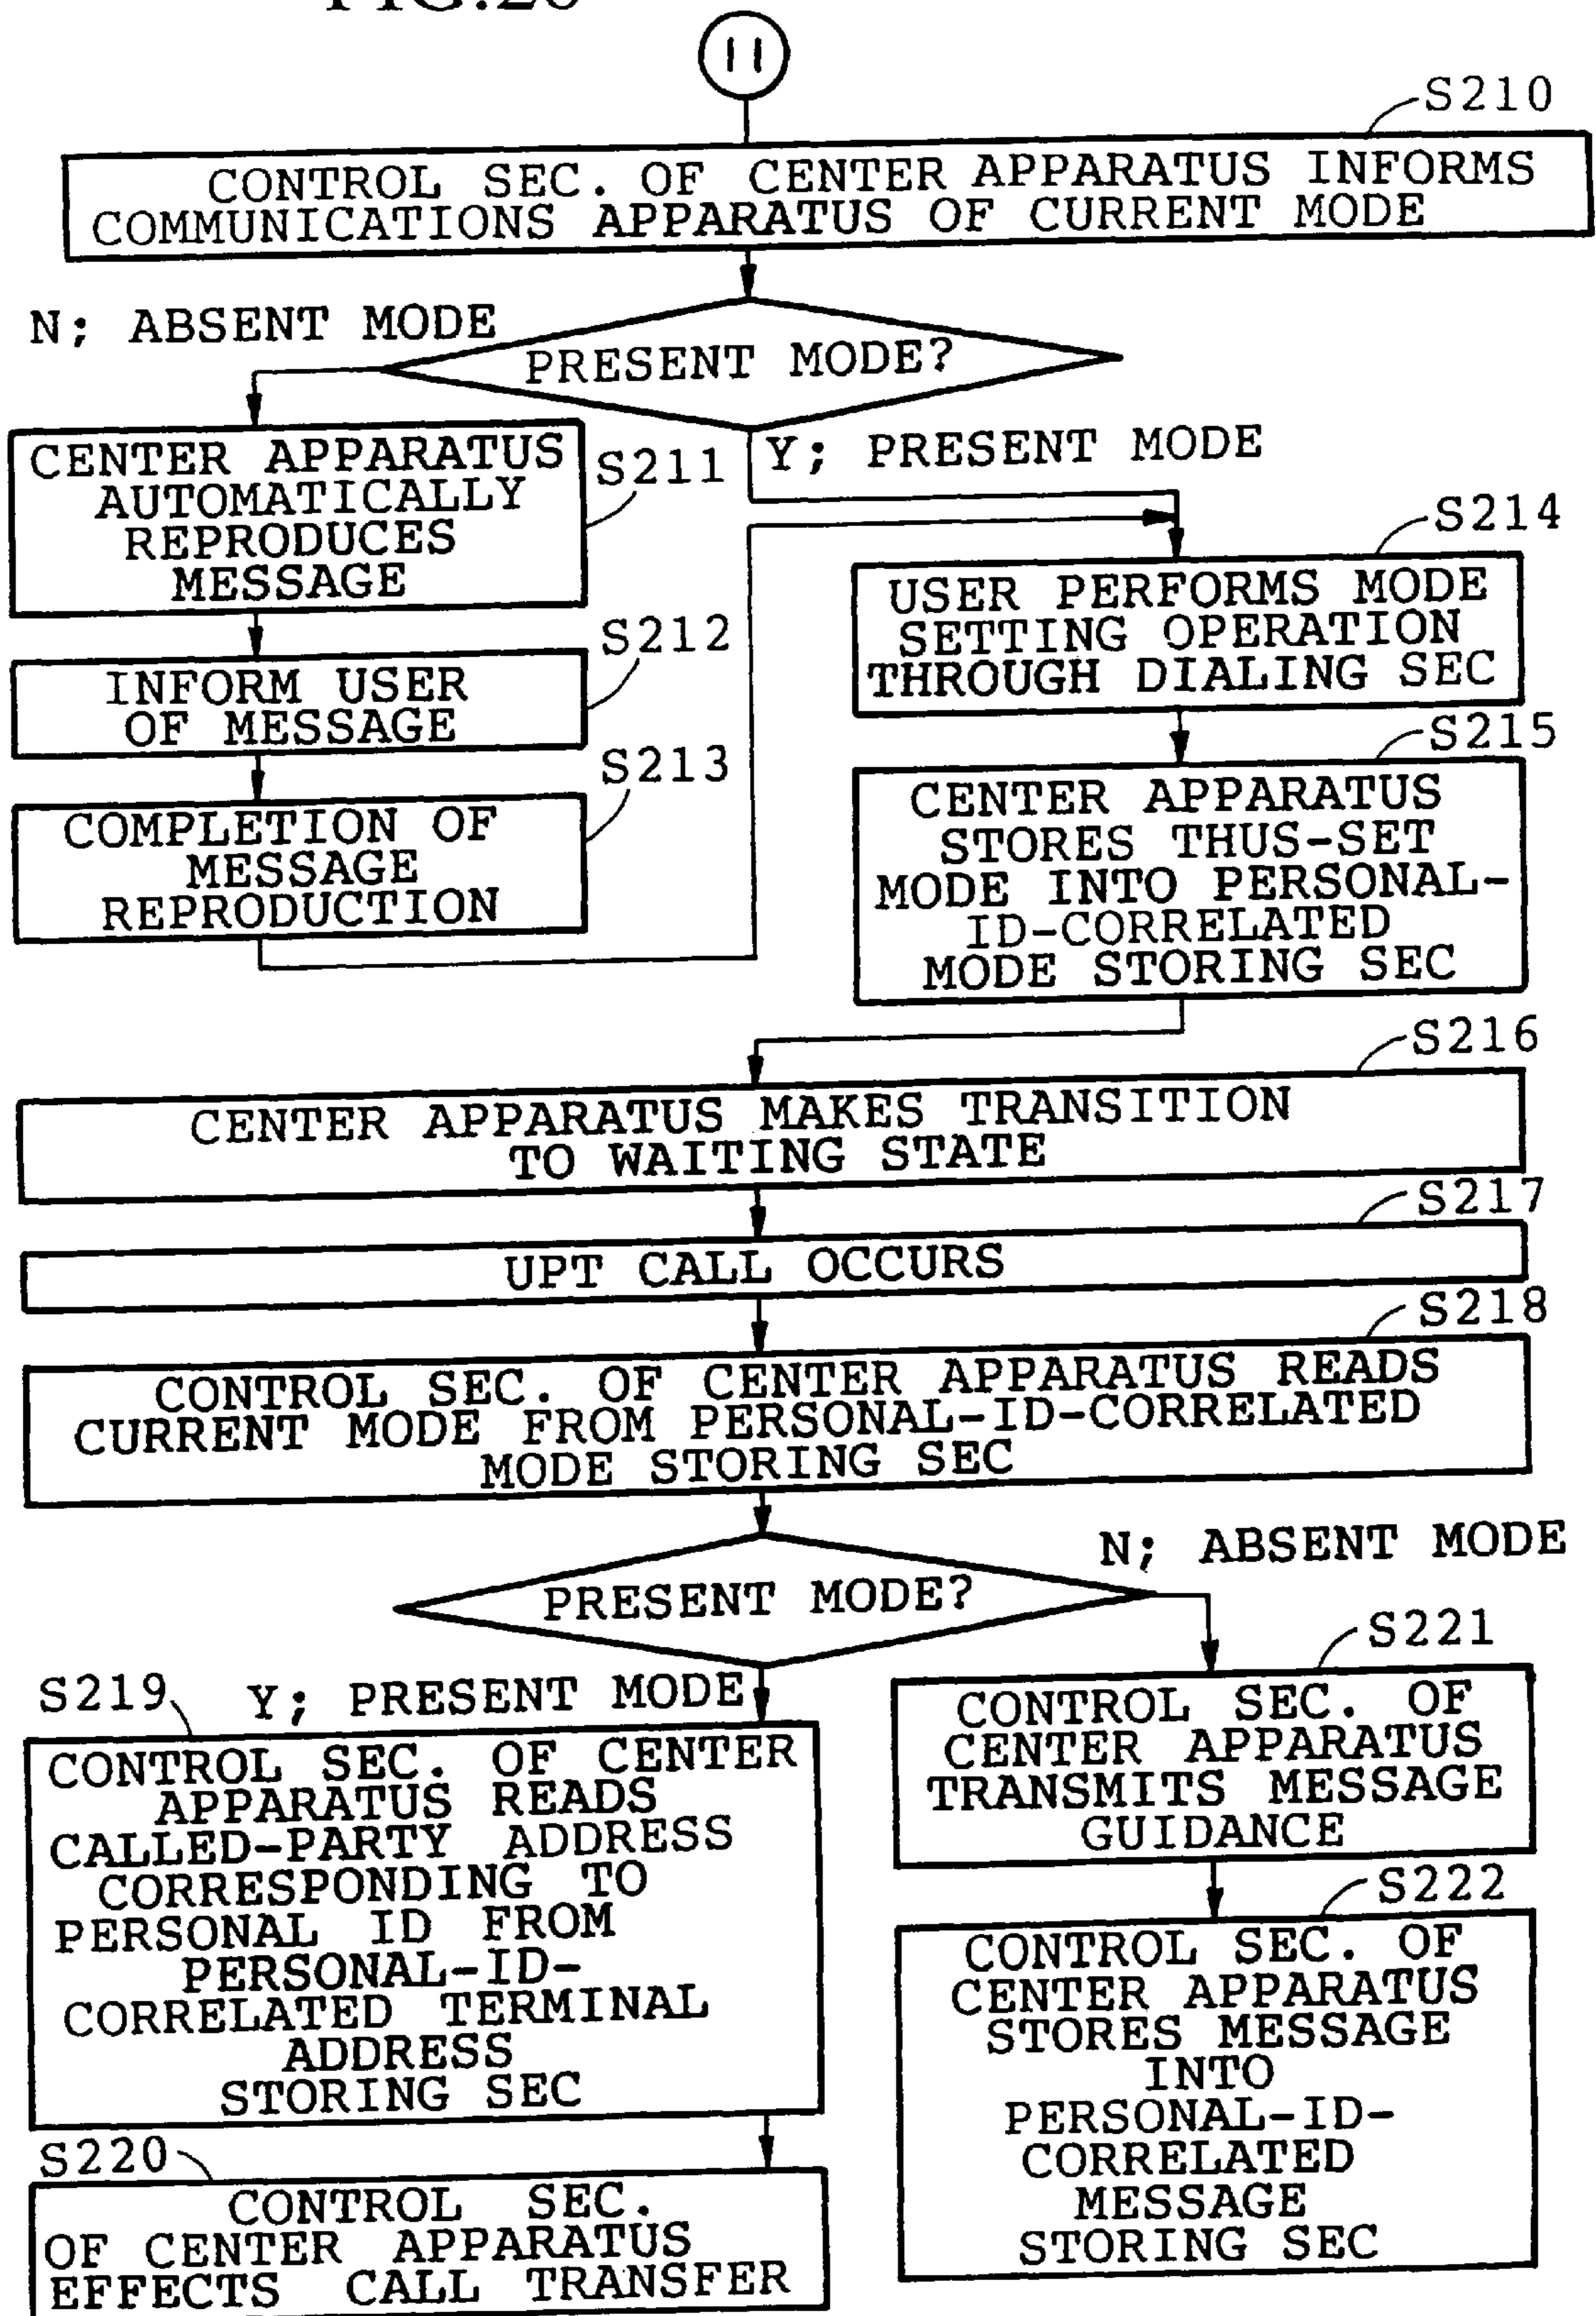 11
S210
CONTROL SEC. OF CENTER APPARATUS INFORMS
COMMUNICATIONS APPARATUS OF CURRENT MODE
N; ABSENT MODE
PRESENT MODE?
Y; PRESENT MODE
CENTER APPARATUS
AUTOMATICALLY
REPRODUCES
MESSAGE
S211
INFORM USER
OF MESSAGE
S212
COMPLETION OF
MESSAGE
REPRODUCTION
S213
S214
USER PERFORMS MODE
SETTING OPERATION
THROUGH DIALING SEC
S215
CENTER APPARATUS
STORES THUS-SET
MODE INTO PERSONAL-
ID-CORRELATED
MODE STORING SEC
S216
CENTER APPARATUS MAKES TRANSITION
TO WAITING STATE
S217
UPT CALL OCCURS
S218
CONTROL SEC. OF CENTER APPARATUS READS
CURRENT MODE FROM PERSONAL-ID-CORRELATED
MODE STORING SEC
N; ABSENT MODE
PRESENT MODE?
S219
Y; PRESENT MODE
CONTROL SEC. OF CENTER
APPARATUS READS
CALLED-PARTY ADDRESS
CORRESPONDING TO
PERSONAL ID FROM
PERSONAL-ID-
CORRELATED TERMINAL
ADDRESS
STORING SEC
S220
CONTROL SEC.
OF CENTER APPARATUS
EFFECTS CALL TRANSFER
S221
CONTROL SEC. OF
CENTER APPARATUS
TRANSMITS MESSAGE
GUIDANCE
S222
CONTROL SEC. OF
CENTER APPARATUS
STORES MESSAGE
INTO
PERSONAL-ID-
CORRELATED
MESSAGE
STORING SEC